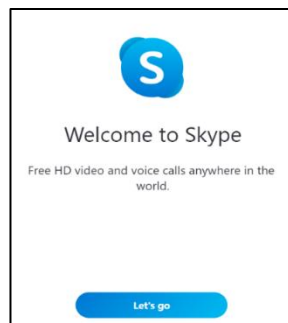 S
Welcome to Skype
Free HD video and voice calls anywhere in the
world.
Let's go